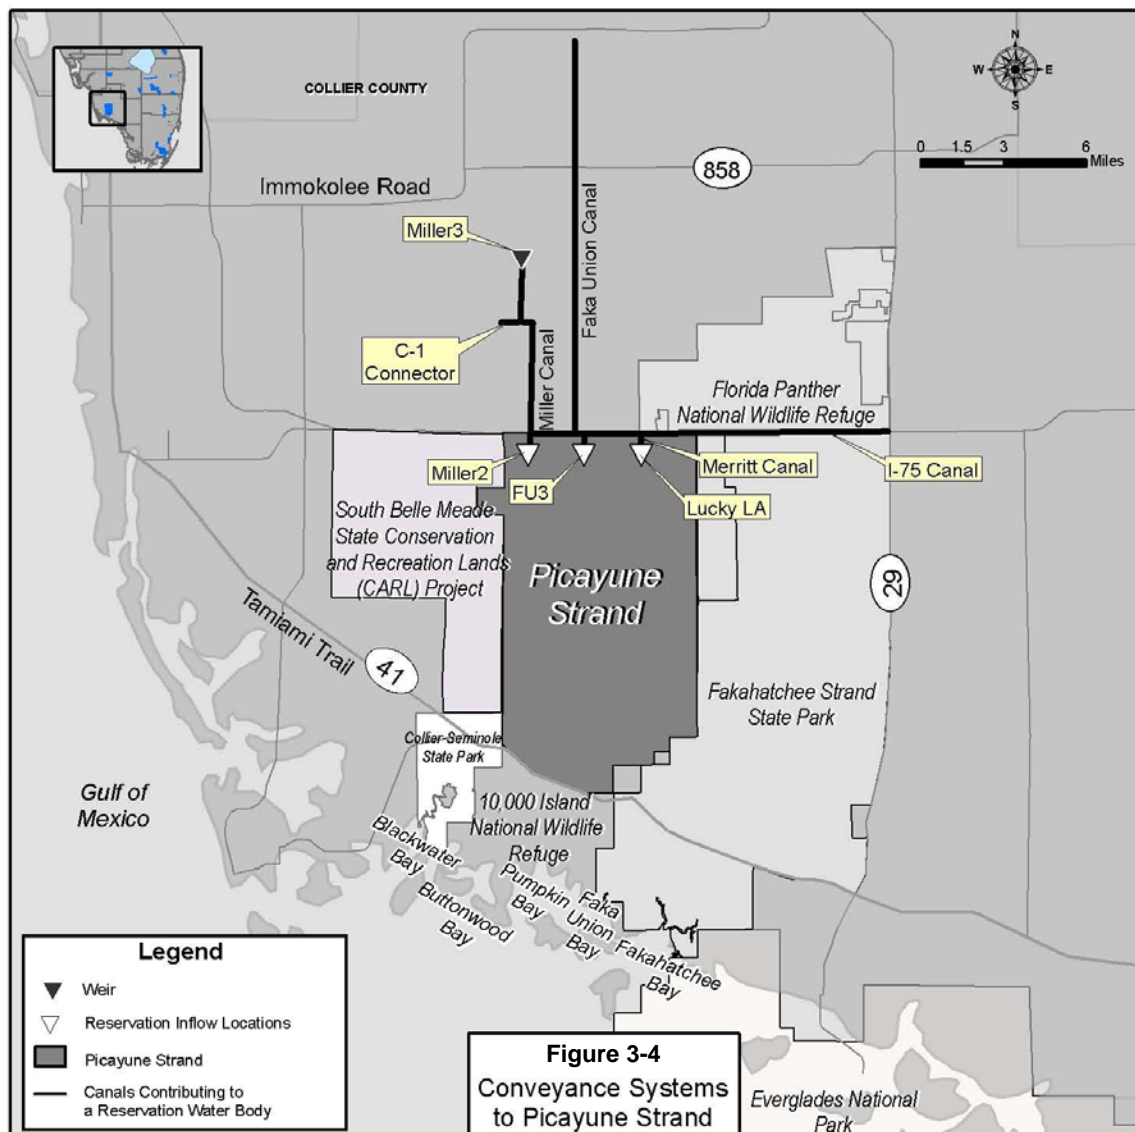 COLLIER COUNTY
N
W
E
S
0 1.5 3 6
Miles
858
Immokolee Road
Miller3
Faka Union Canal
C-1
Connector
Miller Canal
Florida Panther
National Wildlife Refuge
Miller2
FU3
Merritt Canal
I-75 Canal
Lucky LA
South Belle Meade
State Conservation
and Recreation Lands
(CARL) Project
Picayune
Strand
29
Tamiami Trail
41
Fakahatchee Strand
State Park
Collier-Seminole
State Park
Gulf of
Mexico
10,000 Island
National Wildlife
Refuge
Blackwater
Bay
Buttonwood
Bay
Pumpkin
Bay
Faka
Union
Bay
Fakahatchee
Bay
Legend
Weir
Reservation Inflow Locations
Picayune Strand
Canals Contributing to
a Reservation Water Body
Figure 3-4
Conveyance Systems
to Picayune Strand
Everglades National
Park